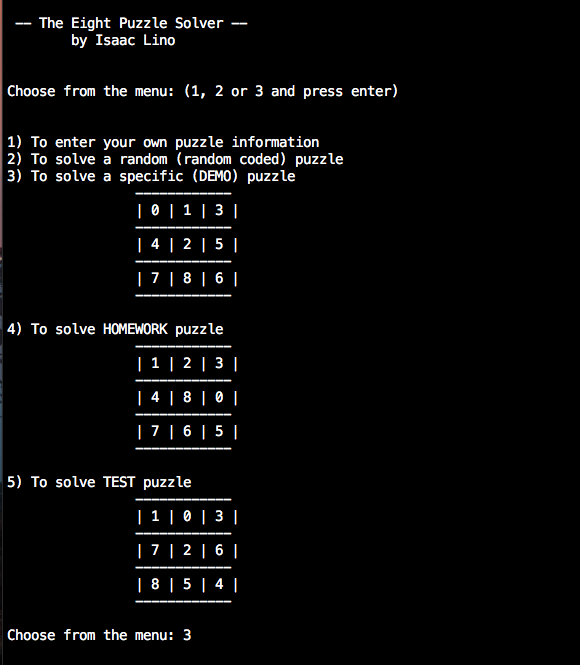 —— The Eight Puzzle Solver ——
by Isaac Lino
Choose from the menu: (1, 2 or 3 and press enter)
1) To enter your own puzzle information
2) To solve a random (random coded) puzzle
3) To solve a specific (DEMO) puzzle
————————————
| 0 | 1 | 3 |
————————————
| 4 | 2 | 5 |
————————————
| 7 | 8 | 6 |
————————————
4) To solve HOMEWORK puzzle
————————————
| 1 | 2 | 3 |
————————————
| 4 | 8 | 0 |
————————————
| 7 | 6 | 5 |
————————————
5) To solve TEST puzzle
————————————
| 1 | 0 | 3 |
————————————
| 7 | 2 | 6 |
————————————
| 8 | 5 | 4 |
————————————
Choose from the menu: 3